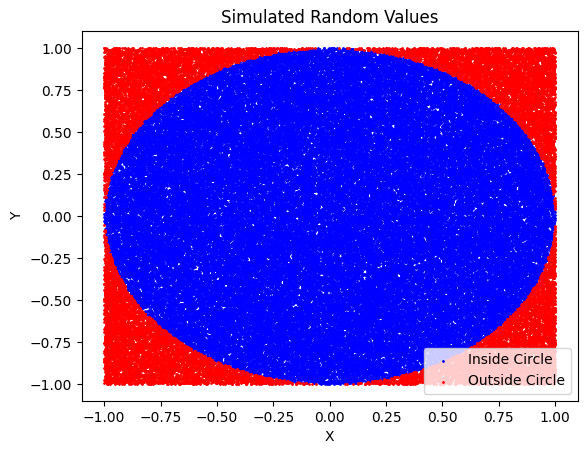 Simulated Random Values
1.00
0.75
0.50
0.25
0.00
−0.25
−0.50
−0.75
−1.00
Y
Inside Circle
Outside Circle
−1.00 −0.75 −0.50 −0.25 0.00 0.25 0.50 0.75 1.00
X